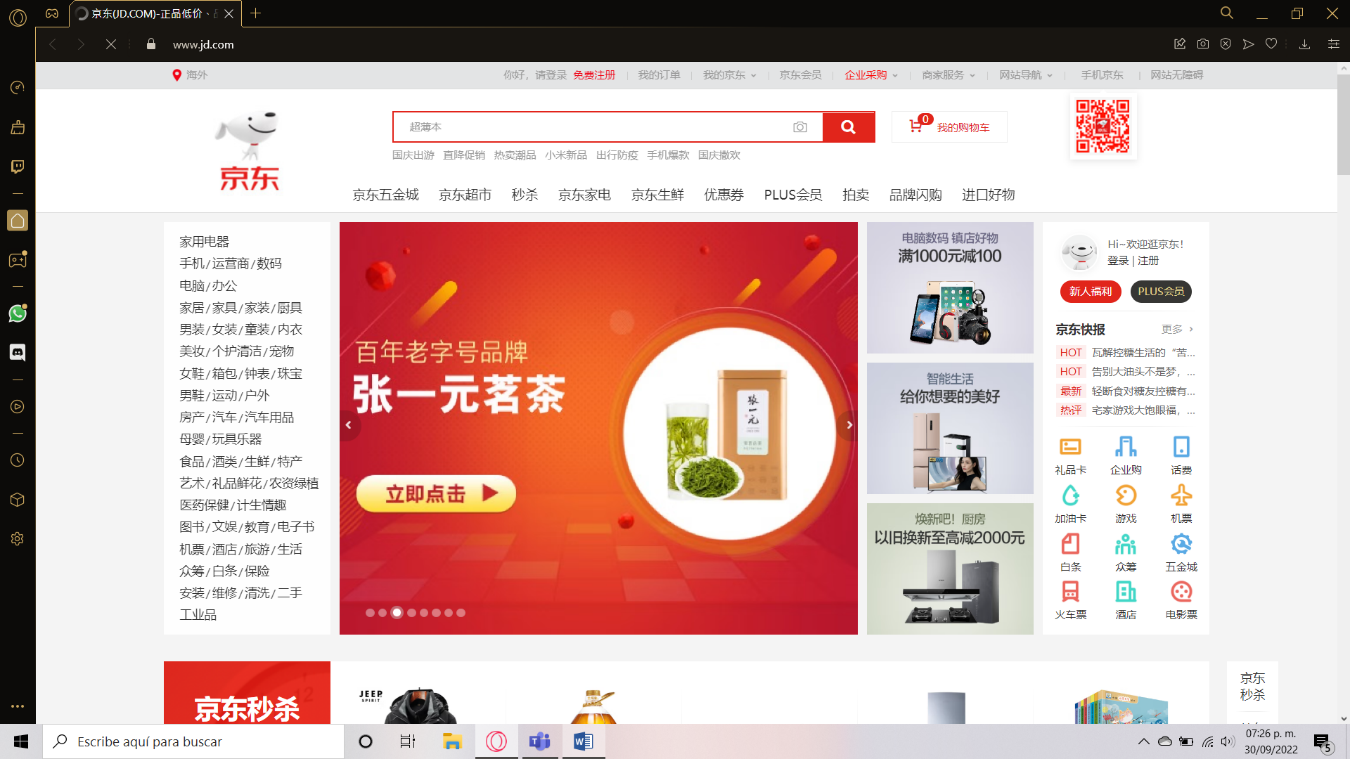 京东(JD.COM)-正品低价、
www.jd.com
海外
你好，请登录 免费注册 我的订单 我的京东 京东会员 企业采购 商家服务 网站导航 手机京东 网站无障碍
京东
超薄本
0 我的购物车
国庆出游 直降促销 热卖潮品 小米新品 出行防疫 手机爆款 国庆撒欢
京东五金城 京东超市 秒杀 京东家电 京东生鲜 优惠券 PLUS会员 拍卖 品牌闪购 进口好物
家用电器
手机/运营商/数码
电脑/办公
家居/家具/家装/厨具
男装/女装/童装/内衣
美妆/个护清洁/宠物
女鞋/箱包/钟表/珠宝
男鞋/运动/户外
房产/汽车/汽车用品
母婴/玩具乐器
食品/酒类/生鲜/特产
艺术/礼品鲜花/农资绿植
医药保健/计生情趣
图书/文娱/教育/电子书
机票/酒店/旅游/生活
众筹/白条/保险
安装/维修/清洗/二手
工业品
百年老字号品牌
张一元茗茶
立即点击
张一元
电脑数码 镇店好物
满1000元减100
智能生活
给你想要的美好
焕新吧！厨房
以旧换新至高减2000元
Hi~欢迎逛京东!
登录 | 注册
新人福利 PLUS会员
京东快报 更多
HOT 瓦解控糖生活的“苦...
HOT 告别大油头不是梦，...
最新 轻断食对糖友控糖有...
热评 宅家游戏大饱眼福，...
礼品卡 企业购 话费
加油卡 游戏 机票
白条 众筹 五金城
火车票 酒店 电影票
京东秒杀
JEEP
SPIRIT
京东
秒杀
Escribe aquí para buscar
07:26 p. m.
30/09/2022
5